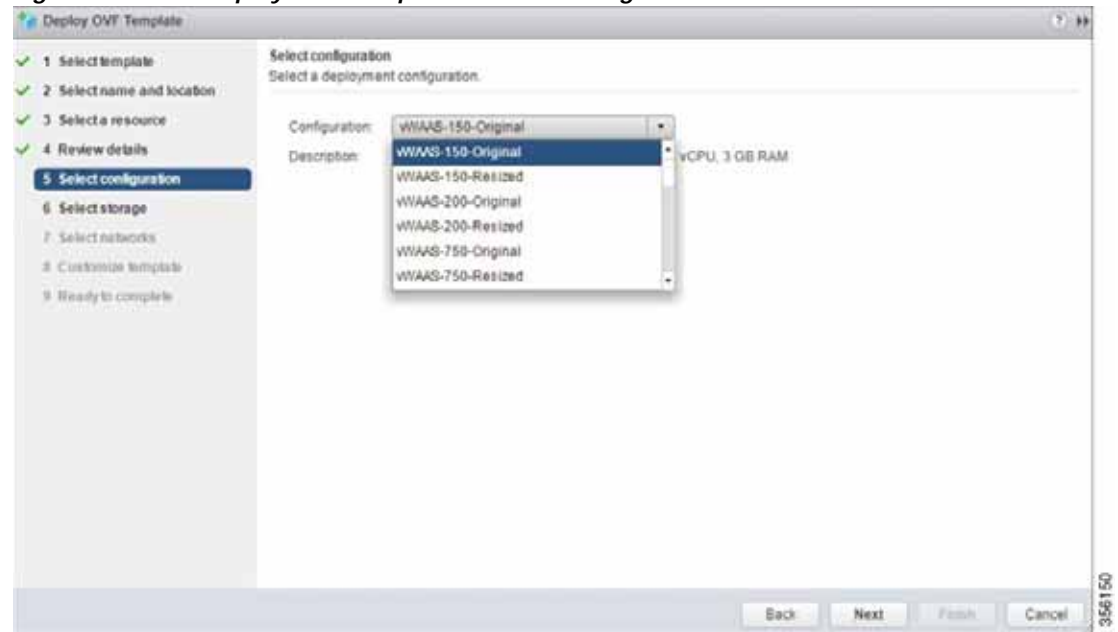 Deploy OVF Template
1 Select template
2 Select name and location
3 Select a resource
4 Review details
5 Select configuration
6 Select storage
7 Select networks
8 Customize template
9 Ready to complete
Select configuration
Select a deployment configuration.
Configuration: vWAAS-150-Original
Description: vCPU, 3 GB RAM
vWAAS-150-Original
vWAAS-150-Resized
vWAAS-200-Original
vWAAS-200-Resized
vWAAS-750-Original
vWAAS-750-Resized
Back Next Finish Cancel
356150